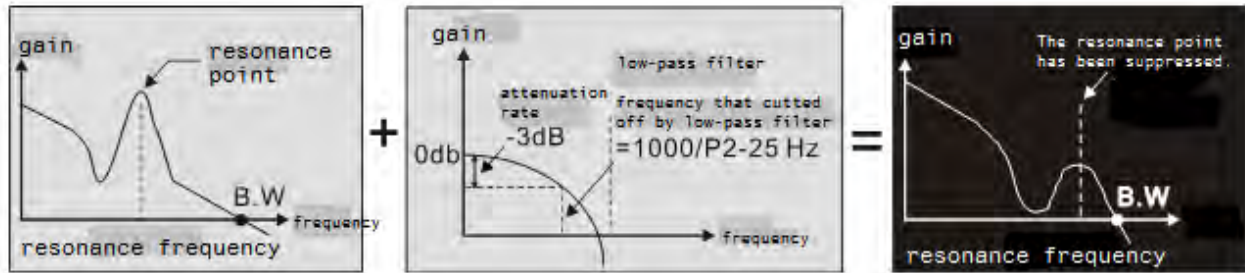 gain
resonance
point
B.W
frequency
resonance frequency
+
gain
low-pass filter
attenuation
rate
-3dB
frequency that cutted
off by low-pass filter
=1000/P2-25 Hz
0db
frequency
=
gain
The resonance point
has been suppressed.
B.W
resonance frequency